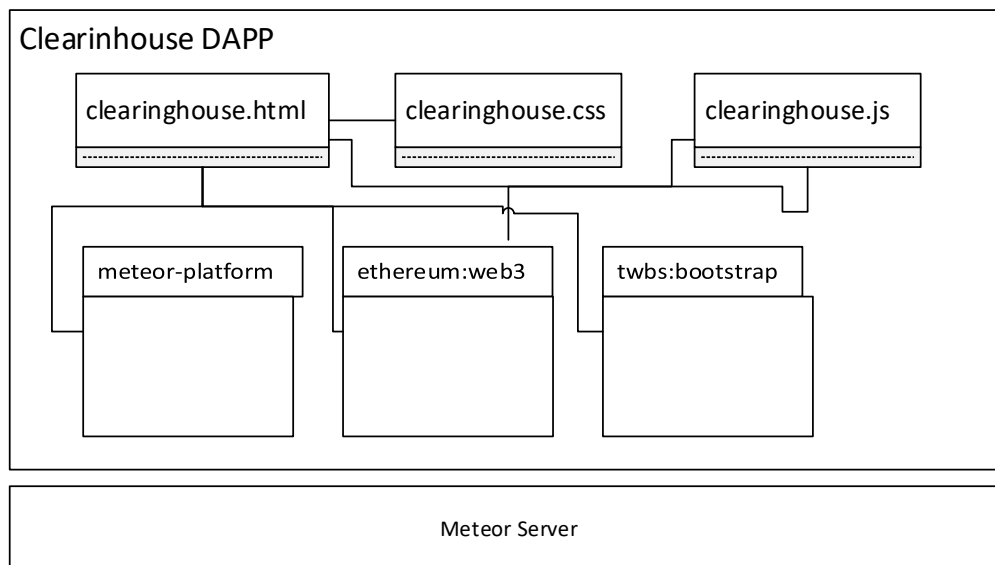 Clearinhouse DAPP
clearinghouse.html
clearinghouse.css
clearinghouse.js
meteor-platform
ethereum:web3
twbs:bootstrap
Meteor Server